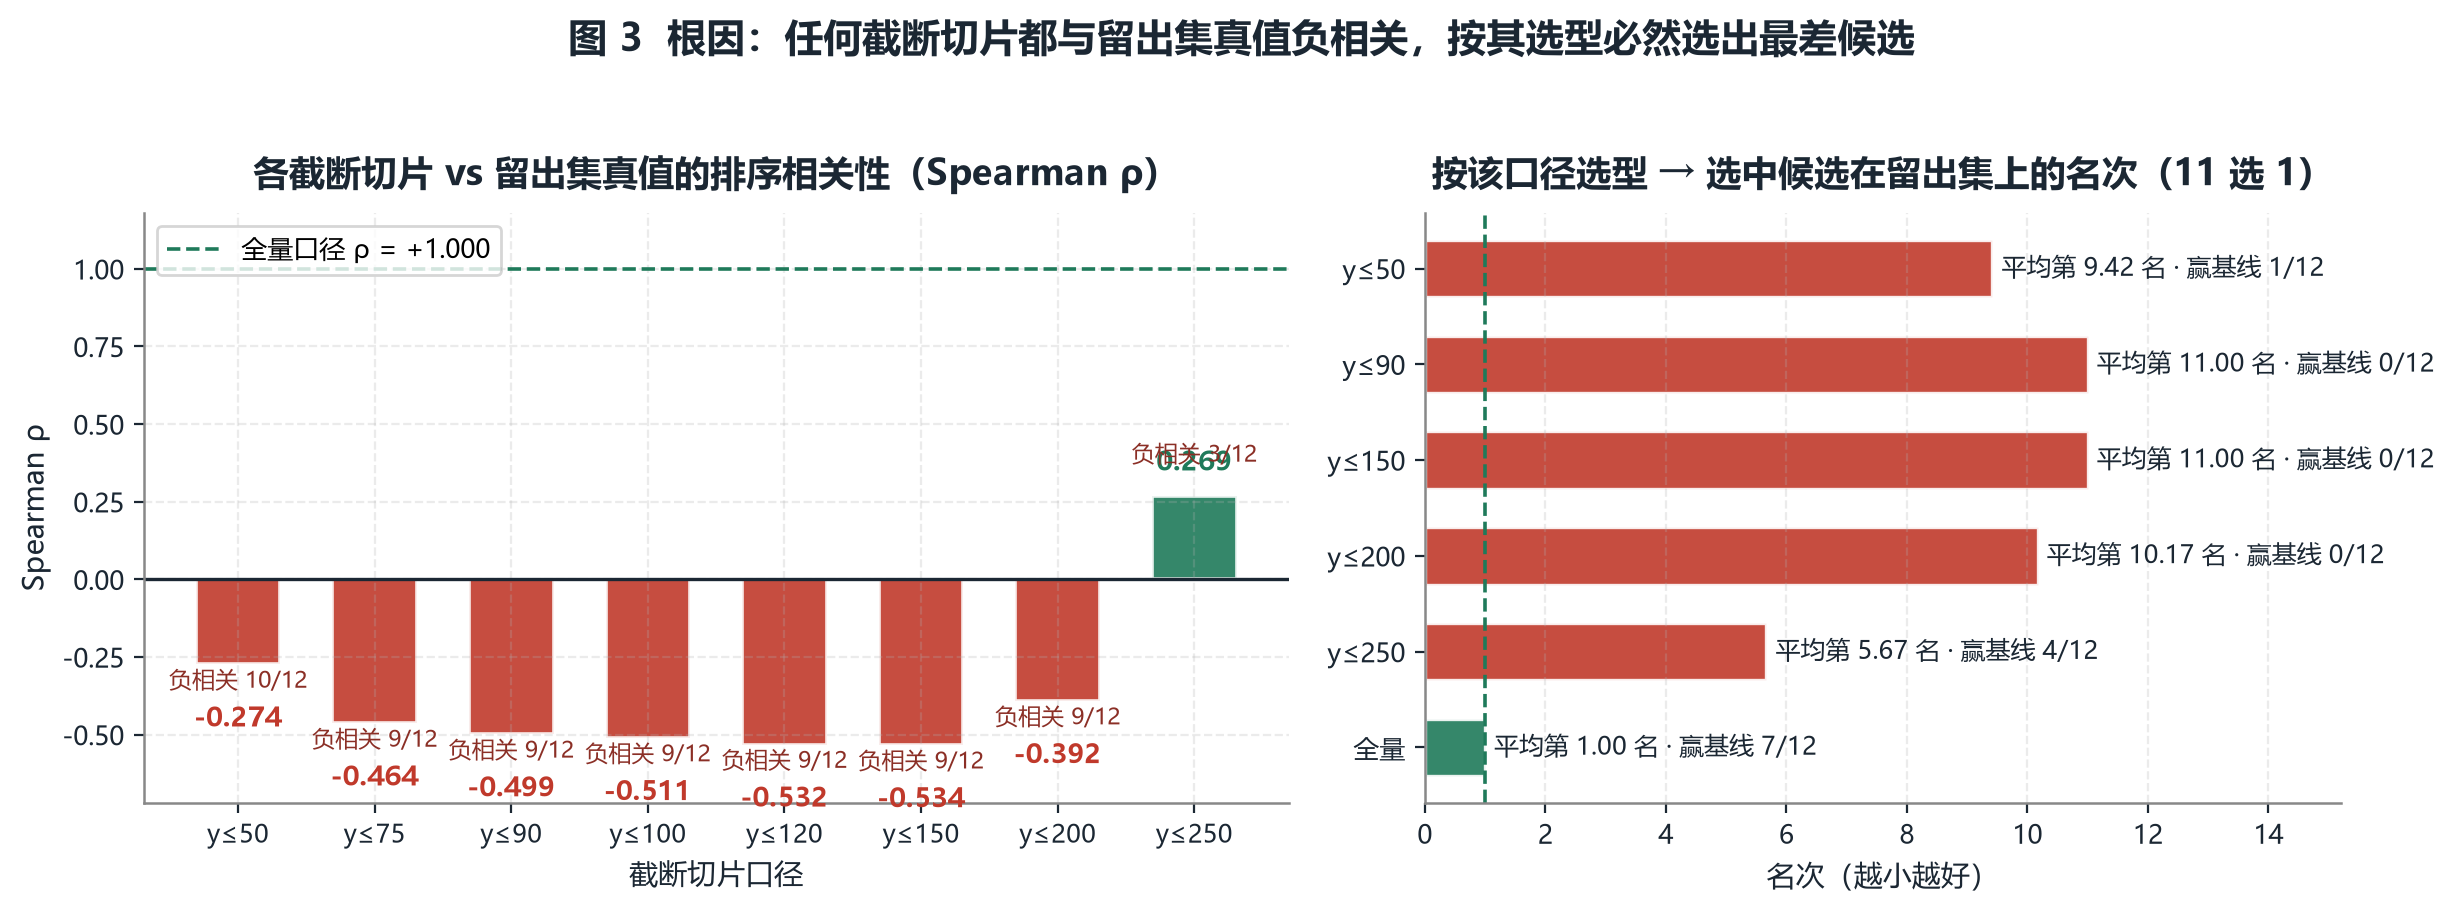 图 3 根因：任何截断切片都与留出集真值负相关，按其选型必然选出最差候选
各截断切片 vs 留出集真值的排序相关性（Spearman ρ）
全量口径 ρ = +1.000
Spearman ρ
1.00
0.75
0.50
0.25
0.00
-0.25
-0.50
负相关 10/12
-0.274
负相关 9/12
-0.464
负相关 9/12
-0.499
负相关 9/12
-0.511
负相关 9/12
-0.532
负相关 9/12
-0.534
负相关 9/12
-0.392
负相关 3/12
0.269
y≤50
y≤75
y≤90
y≤100
y≤120
y≤150
y≤200
y≤250
截断切片口径
按该口径选型 → 选中候选在留出集上的名次（11 选 1）
y≤50
平均第 9.42 名 · 赢基线 1/12
y≤90
平均第 11.00 名 · 赢基线 0/12
y≤150
平均第 11.00 名 · 赢基线 0/12
y≤200
平均第 10.17 名 · 赢基线 0/12
y≤250
平均第 5.67 名 · 赢基线 4/12
全量
平均第 1.00 名 · 赢基线 7/12
0
2
4
6
8
10
12
14
名次（越小越好）